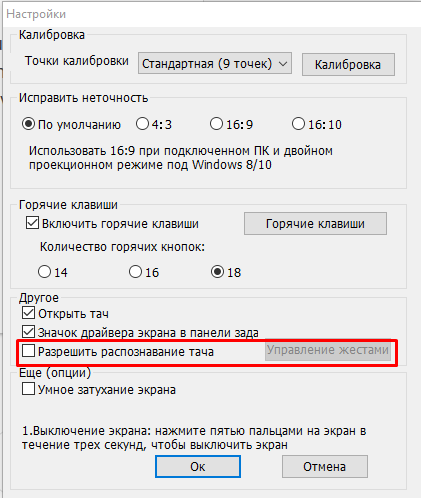 Настройки
Калибровка
Точки калибровки Стандартная (9 точек) Калибровка
Исправить неточность
По умолчанию 4:3 16:9 16:10
Использовать 16:9 при подключенном ПК и двойном
проекционном режиме под Windows 8/10
Горячие клавиши
Включить горячие клавиши Горячие клавиши
Количество горячих кнопок:
14 16 18
Другое
Открыть тач
Значок драйвера экрана в панели зада
Разрешить распознавание тача Управление жестами
Еще (опции)
Умное затухание экрана
1.Выключение экрана: нажмите пятью пальцами на экран в
течение трех секунд, чтобы выключить экран
Ок Отмена